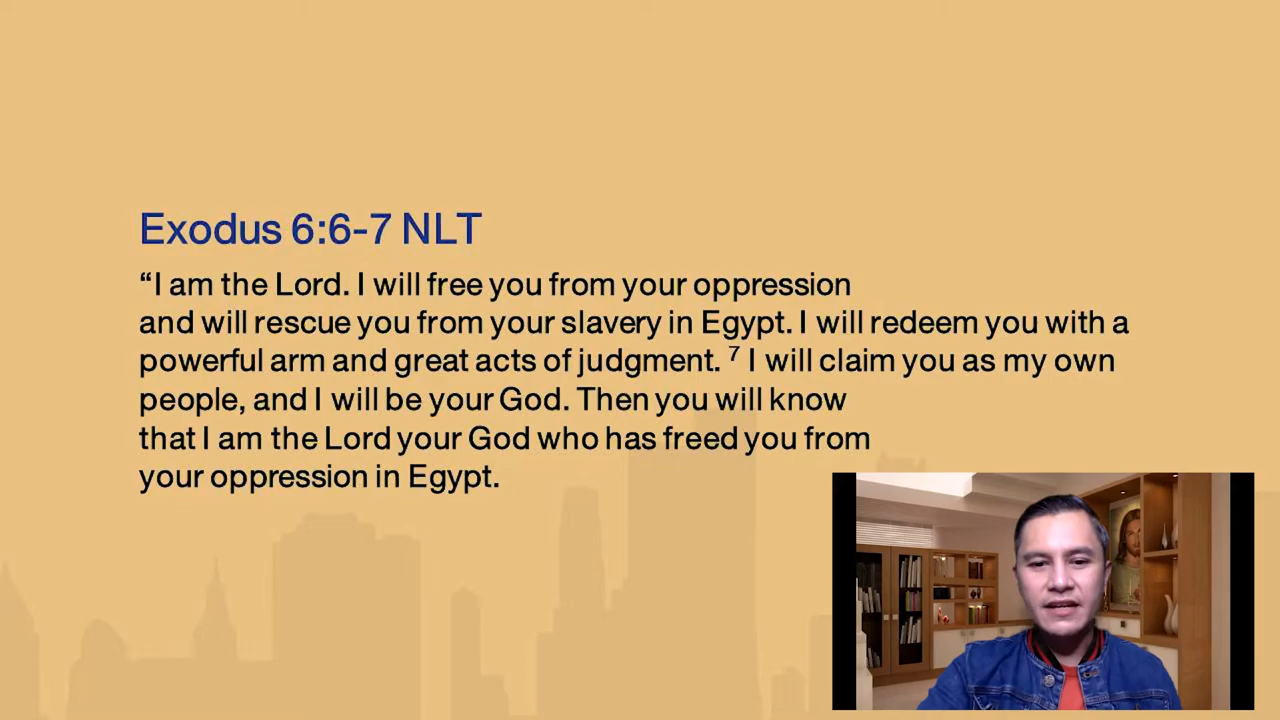 Exodus 6:6-7 NLT
“I am the Lord. I will free you from your oppression
and will rescue you from your slavery in Egypt. I will redeem you with a
powerful arm and great acts of judgment. ⁷ I will claim you as my own
people, and I will be your God. Then you will know
that I am the Lord your God who has freed you from
your oppression in Egypt.